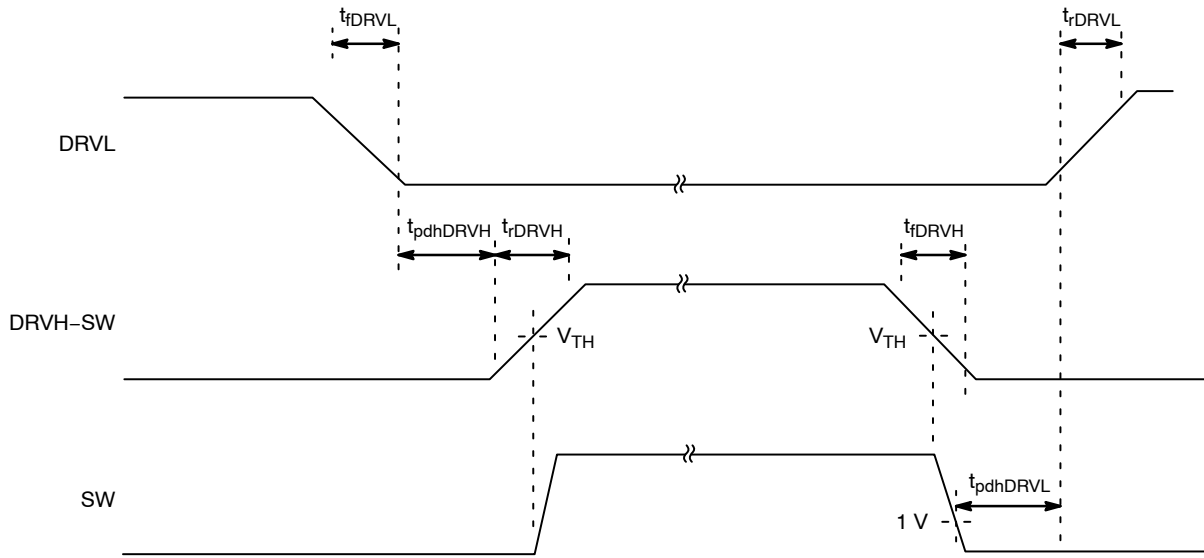 tfDRVL
trDRVL
DRVL
tpdhDRVH
trDRVH
tfDRVH
DRVH−SW
VTH
VTH
SW
1 V
tpdhDRVL